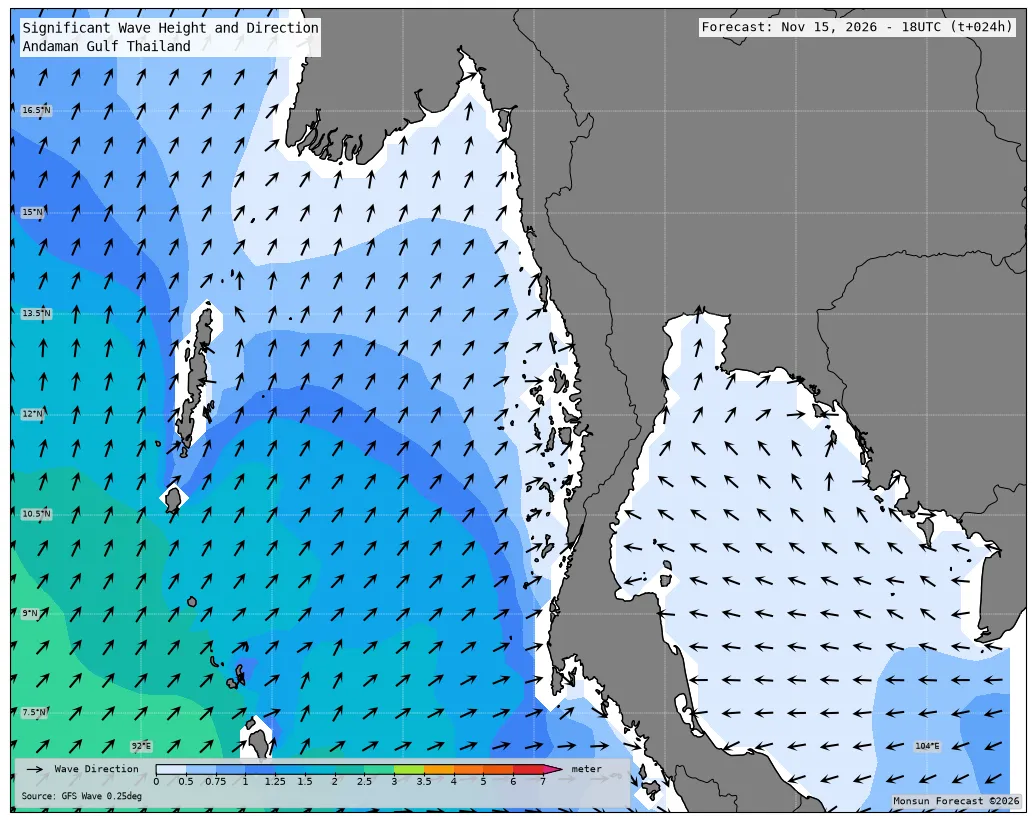 Significant Wave Height and Direction
Andaman Gulf Thailand
Forecast: Nov 15, 2026 - 18UTC (t+024h)
16.5°N
15°N
13.5°N
12°N
10.5°N
9°N
7.5°N
92°E
104°E
Wave Direction
0.5 0.75 1 1.25 1.5 2 2.5 3 3.5 4 5 6 7
meter
Source: GFS Wave 0.25deg
Monsun Forecast ©2026